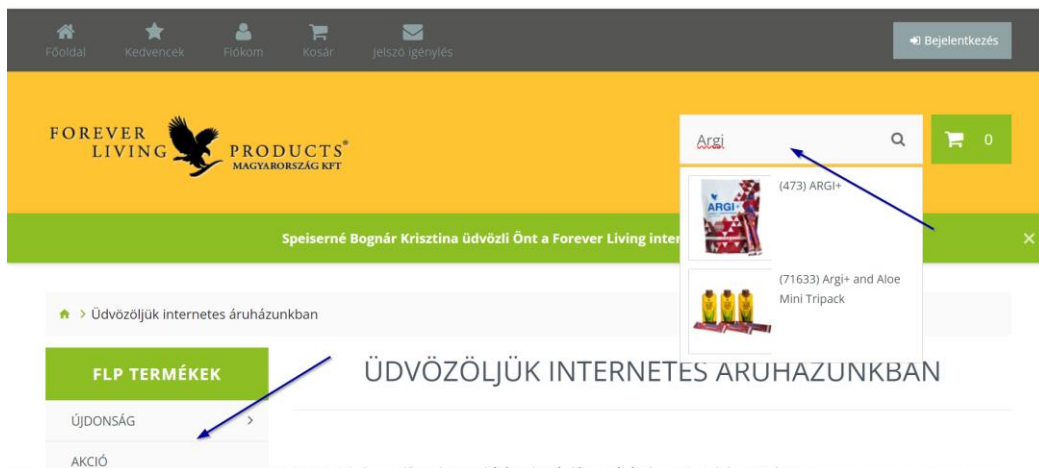 Főoldal Kedvencek Fiókom Kosár Jelszó igénylés
Bejelentkezés
FOREVER
LIVING PRODUCTS®
MAGYARORSZÁG KFT
Argi
0
ARGI+
(473) ARGI+
(71633) Argi+ and Aloe
Mini Tripack
Speiserné Bognár Krisztina üdvözli Önt a Forever Living inter
Üdvözöljük internetes áruházunkban
FLP TERMÉKEK
ÜDVÖZÖLJÜK INTERNETES ÁRUHÁZUNKBAN
ÚJDONSÁG
AKCIÓ